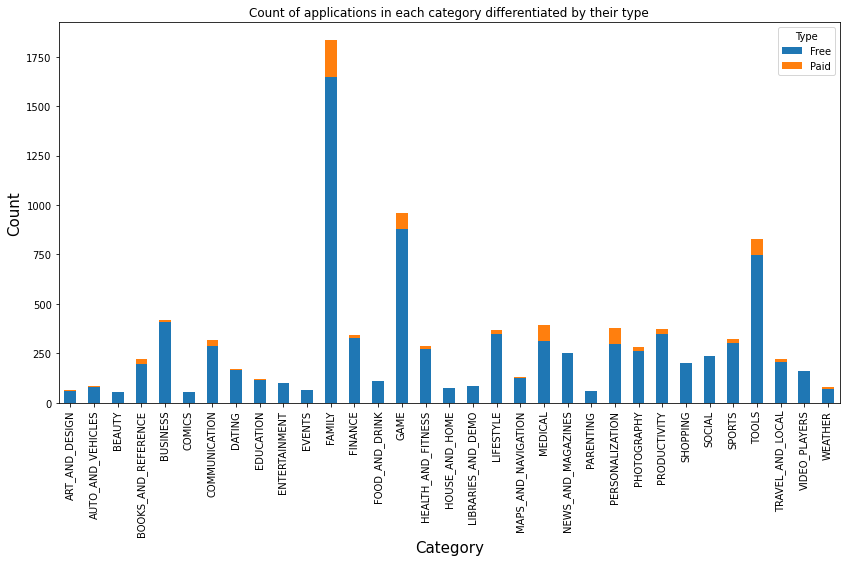 Count of applications in each category differentiated by their type
Type
Free
Paid
Count
1750
1500
1250
1000
750
500
250
0
ART_AND_DESIGN
AUTO_AND_VEHICLES
BEAUTY
BOOKS_AND_REFERENCE
BUSINESS
COMICS
COMMUNICATION
DATING
EDUCATION
ENTERTAINMENT
EVENTS
FAMILY
FINANCE
FOOD_AND_DRINK
GAME
HEALTH_AND_FITNESS
HOUSE_AND_HOME
LIBRARIES_AND_DEMO
LIFESTYLE
MAPS_AND_NAVIGATION
MEDICAL
NEWS_AND_MAGAZINES
PARENTING
PERSONALIZATION
PHOTOGRAPHY
PRODUCTIVITY
SHOPPING
SOCIAL
SPORTS
TOOLS
TRAVEL_AND_LOCAL
VIDEO_PLAYERS
WEATHER
Category